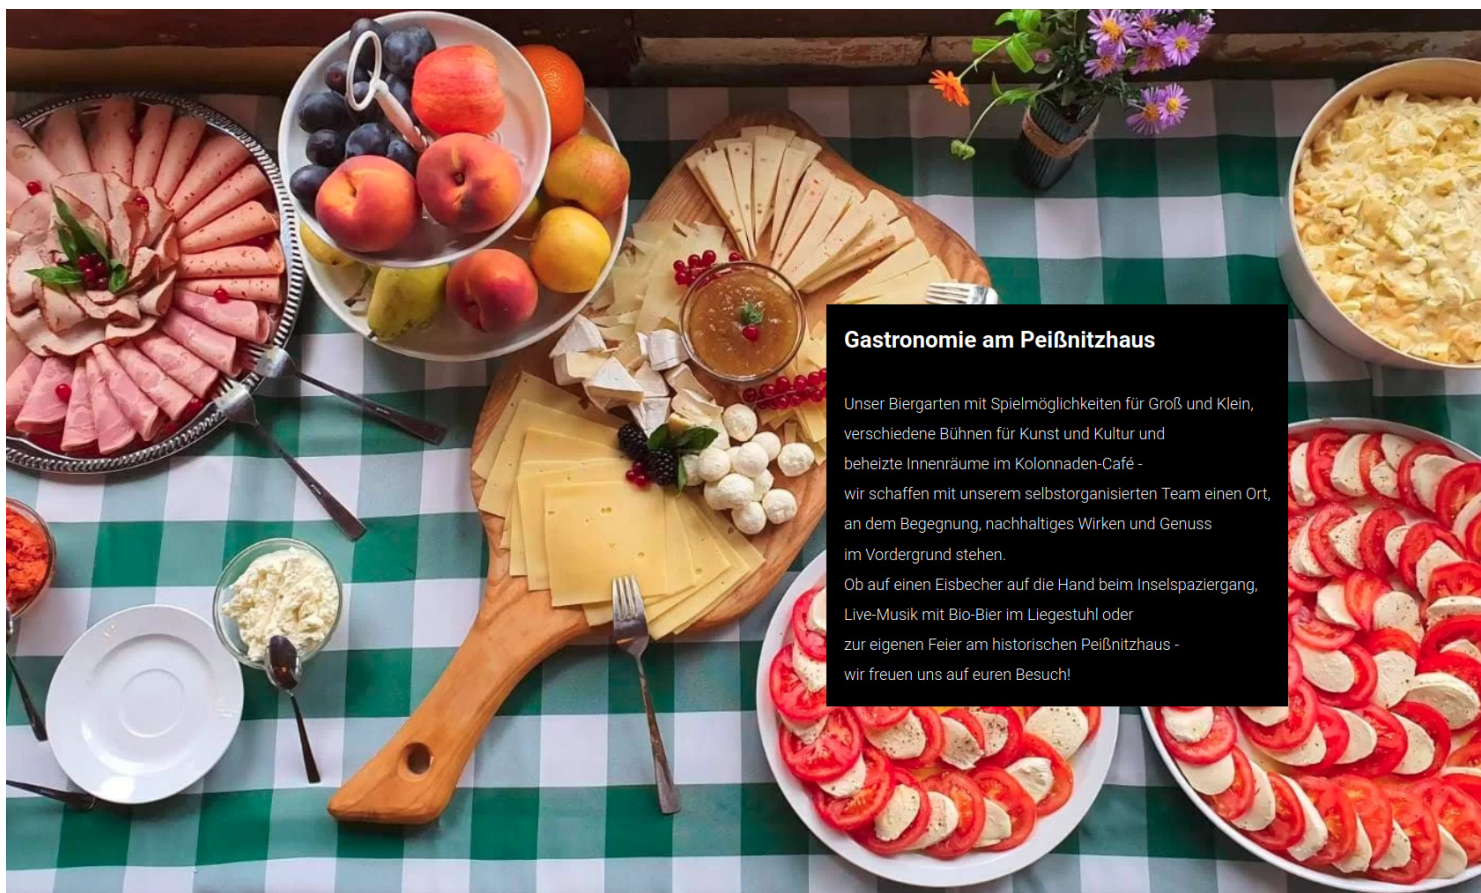 Gastronomie am Peißnitzhaus
Unser Biergarten mit Spielmöglichkeiten für Groß und Klein,
verschiedene Bühnen für Kunst und Kultur und
beheizte Innenräume im Kolonnaden-Café -
wir schaffen mit unserem selbstorganisierten Team einen Ort,
an dem Begegnung, nachhaltiges Wirken und Genuss
im Vordergrund stehen.
Ob auf einen Eisbecher auf die Hand beim Inselspaziergang,
Live-Musik mit Bio-Bier im Liegestuhl oder
zur eigenen Feier am historischen Peißnitzhaus -
wir freuen uns auf euren Besuch!